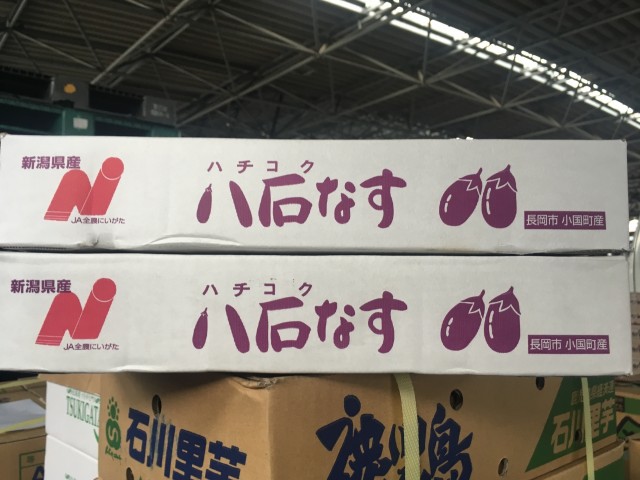 新潟県産
JA全農にいがた
ハチコク
八石なす
長岡市 小国町産
新潟県産
JA全農にいがた
ハチコク
八石なす
長岡市 小国町産
TSUKIGAT
石川里芋
石川里芋